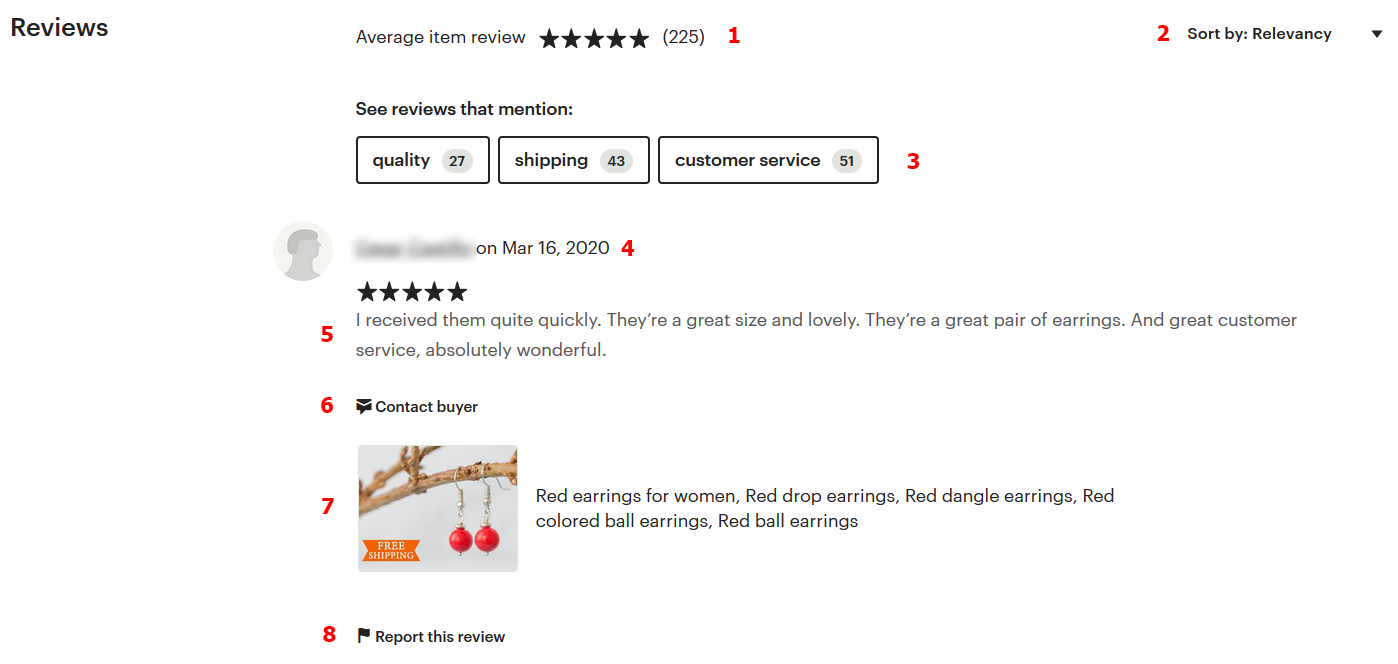 Reviews
Average item review ★★★★★ (225) 1
2 Sort by: Relevancy
See reviews that mention:
quality 27 shipping 43 customer service 51 3
on Mar 16, 2020 4
★★★★★
I received them quite quickly. They’re a great size and lovely. They’re a great pair of earrings. And great customer
5
service, absolutely wonderful.
6 Contact buyer
7
Red earrings for women, Red drop earrings, Red dangle earrings, Red
colored ball earrings, Red ball earrings
FREE
SHIPPING
8 Report this review